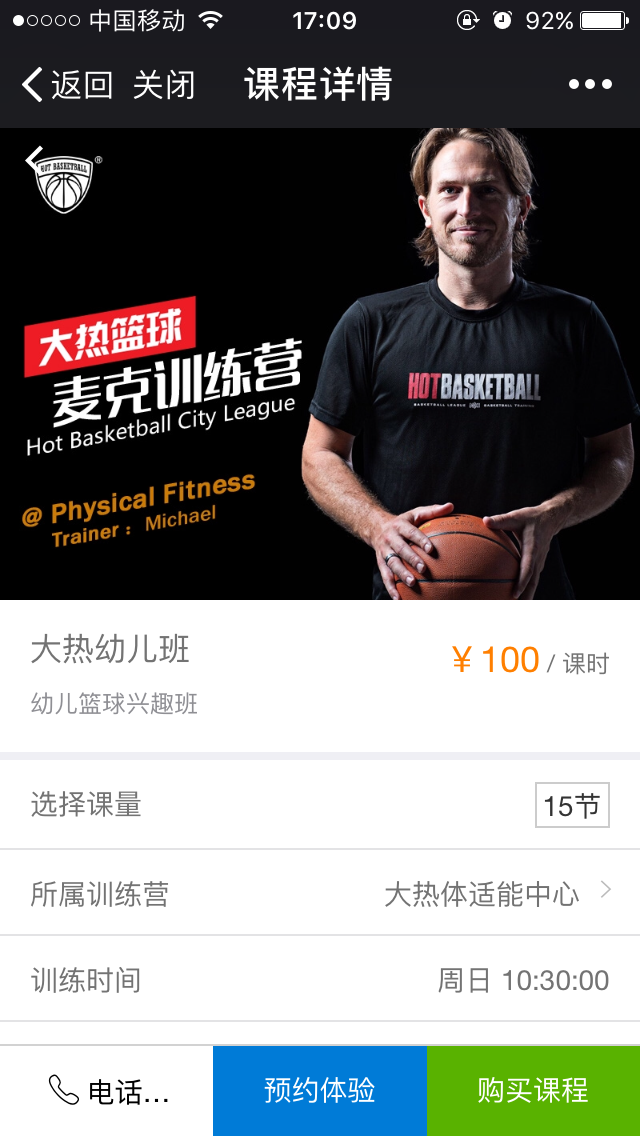 中国移动 17:09 92%
返回 关闭 课程详情
HOT BASKETBALL ®
大热篮球
麦克训练营
Hot Basketball City League
@ Physical Fitness
Trainer : Michael
HOTBASKETBALL
BASKETBALL LEAGUE BASKETBALL TRAINING
大热幼儿班
¥ 100 / 课时
幼儿篮球兴趣班
选择课量 15节
所属训练营 大热体适能中心
训练时间 周日 10:30:00
电话... 预约体验 购买课程